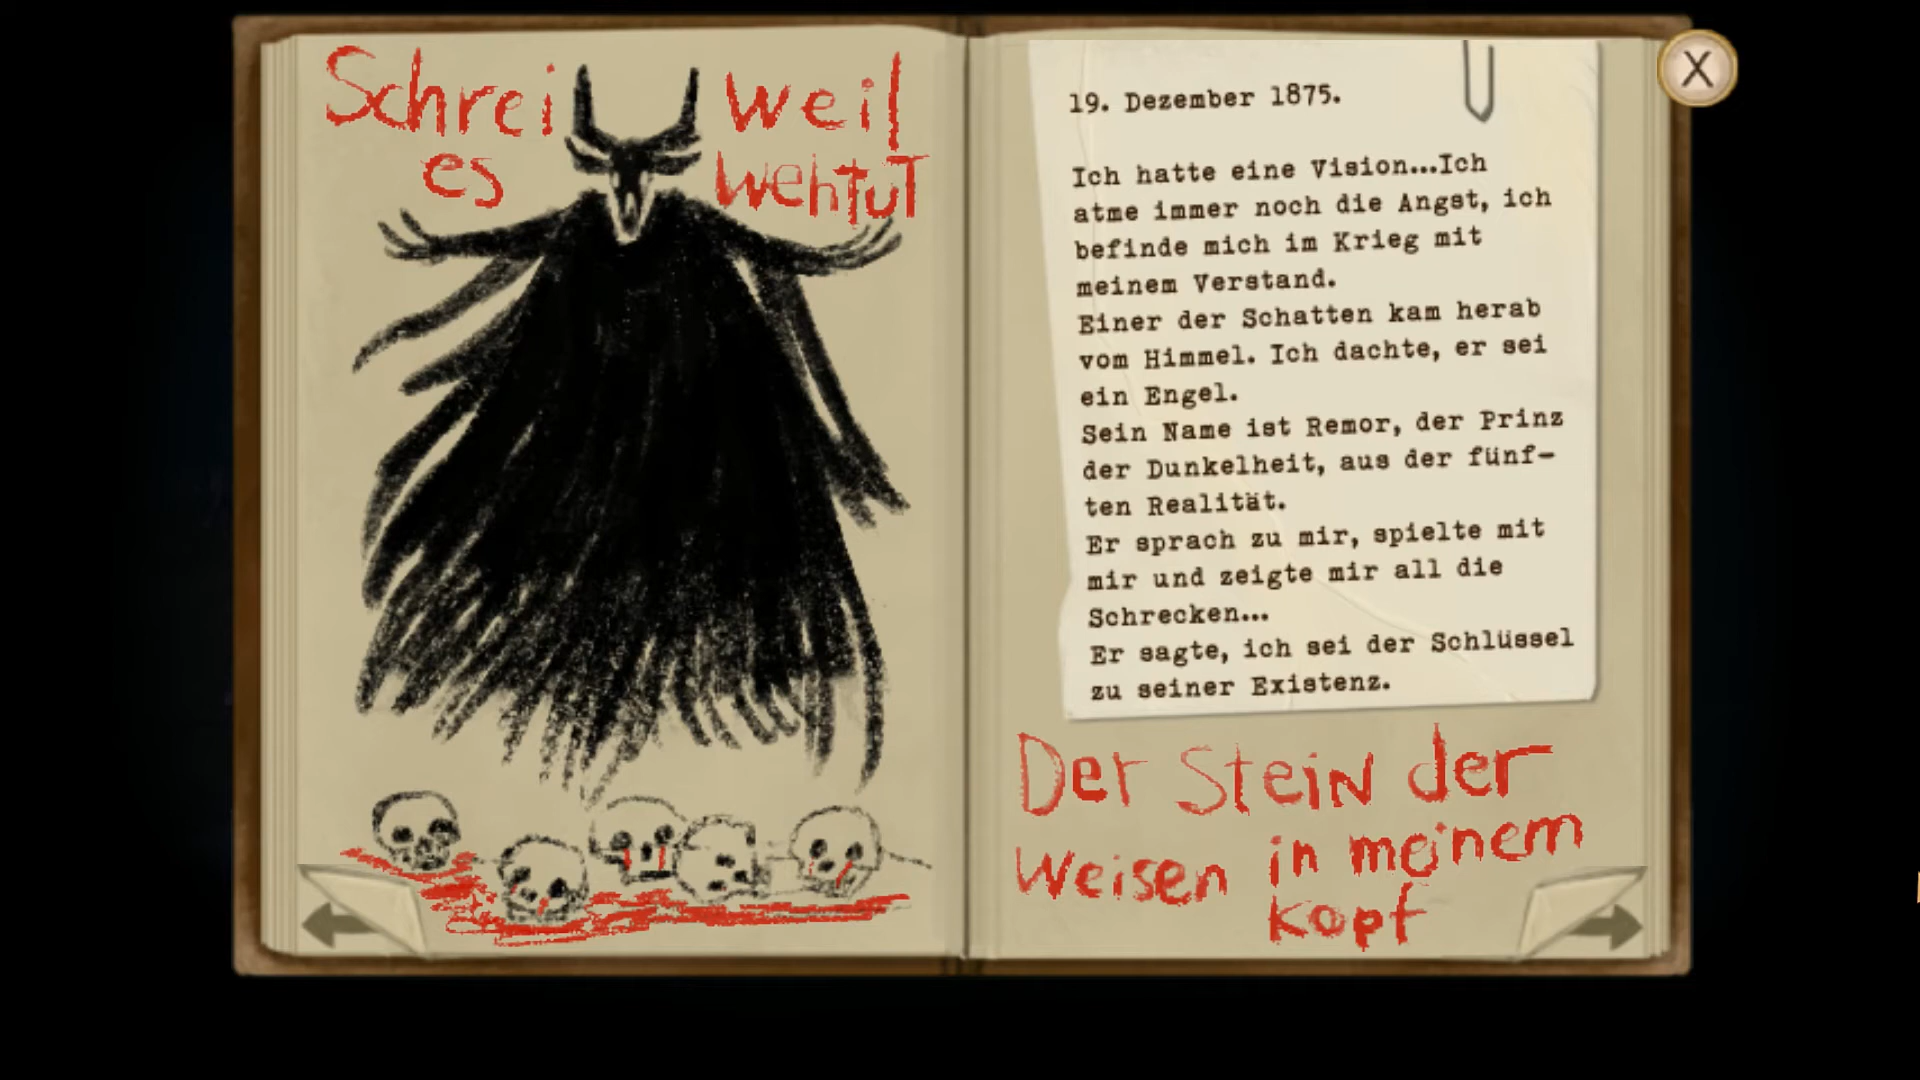 Schrei weil
es wehtut
19. Dezember 1875.
Ich hatte eine Vision...Ich
atme immer noch die Angst, ich
befinde mich im Krieg mit
meinem Verstand.
Einer der Schatten kam herab
vom Himmel. Ich dachte, er sei
ein Engel.
Sein Name ist Remor, der Prinz
der Dunkelheit, aus der fünf-
ten Realität.
Er sprach zu mir, spielte mit
mir und zeigte mir all die
Schrecken...
Er sagte, ich sei der Schlüssel
zu seiner Existenz.
Der Stein der
Weisen in meinem
Kopf
X